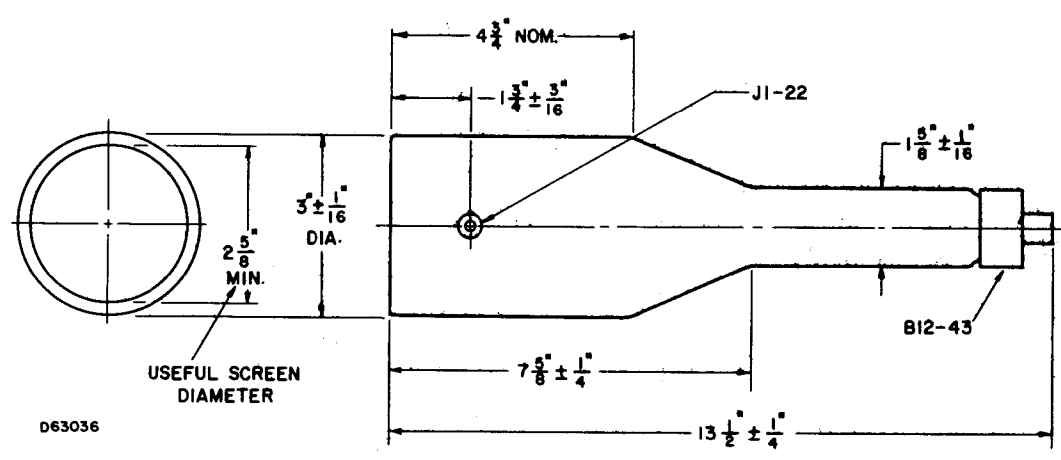 4 3/4" NOM.
1 3/4" ± 3/16"
J1-22
1 5/8" ± 1/16"
3" ± 1/16"
DIA.
2 5/8"
MIN.
B12-43
7 5/8" ± 1/4"
USEFUL SCREEN
DIAMETER
D63036
13 1/2" ± 1/4"